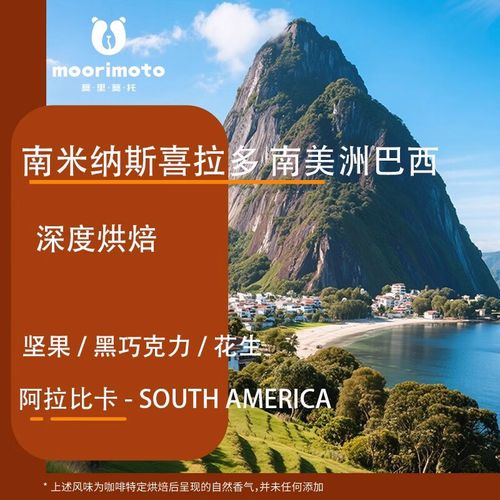 moorimoto
莫·里·莫·托
南米纳斯喜拉多 南美洲巴西
深度烘焙
坚果 / 黑巧克力 / 花生
阿拉比卡 - SOUTH AMERICA
* 上述风味为咖啡特定烘焙后呈现的自然香气，并未任何添加